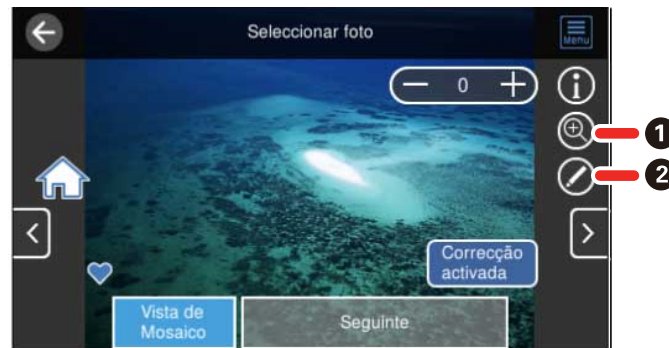 Seleccionar foto
Menu
0
1
2
Correcção
activada
Vista de
Mosaico
Seguinte